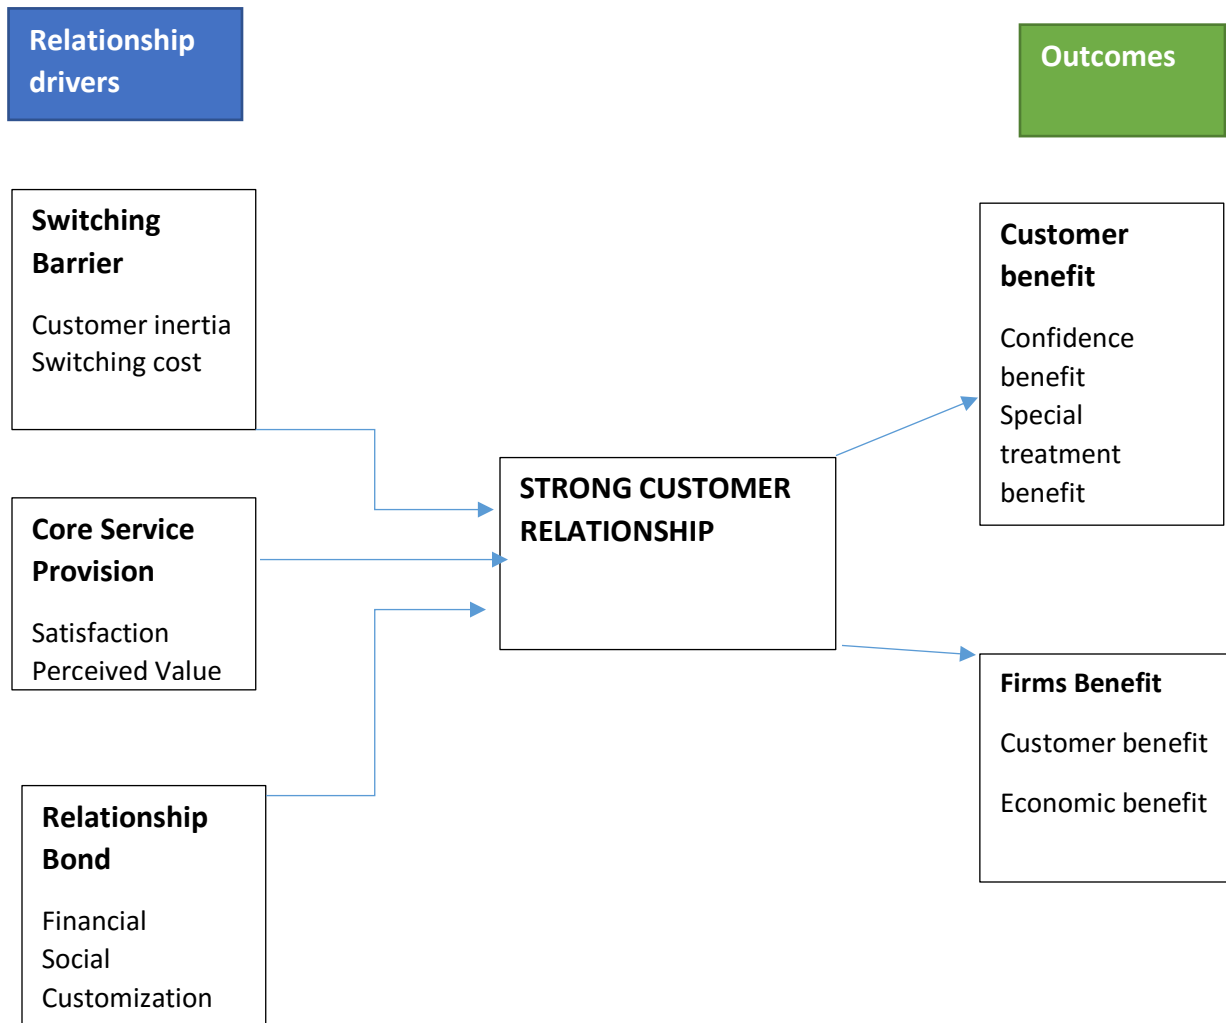 Relationship
drivers
Outcomes
Switching
Barrier
Customer inertia
Switching cost
Core Service
Provision
Satisfaction
Perceived Value
Relationship
Bond
Financial
Social
Customization
STRONG CUSTOMER
RELATIONSHIP
Customer
benefit
Confidence
benefit
Special
treatment
benefit
Firms Benefit
Customer benefit
Economic benefit